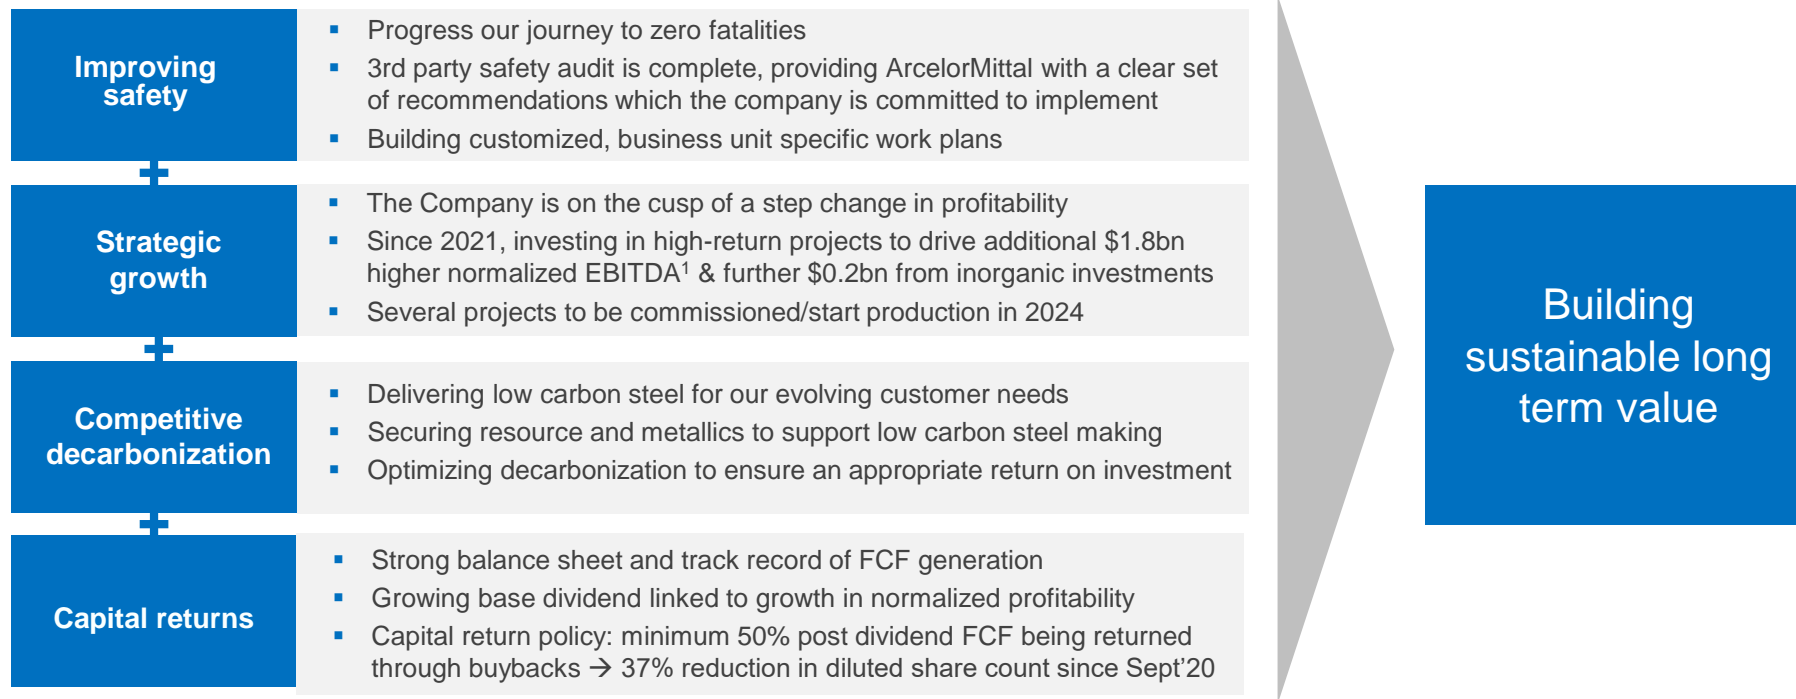 Improving
safety
▪ Progress our journey to zero fatalities
▪ 3rd party safety audit is complete, providing ArcelorMittal with a clear set
of recommendations which the company is committed to implement
▪ Building customized, business unit specific work plans
+
Strategic
growth
▪ The Company is on the cusp of a step change in profitability
▪ Since 2021, investing in high-return projects to drive additional $1.8bn
higher normalized EBITDA¹ & further $0.2bn from inorganic investments
▪ Several projects to be commissioned/start production in 2024
+
Competitive
decarbonization
▪ Delivering low carbon steel for our evolving customer needs
▪ Securing resource and metallics to support low carbon steel making
▪ Optimizing decarbonization to ensure an appropriate return on investment
+
Capital returns
▪ Strong balance sheet and track record of FCF generation
▪ Growing base dividend linked to growth in normalized profitability
▪ Capital return policy: minimum 50% post dividend FCF being returned
through buybacks → 37% reduction in diluted share count since Sept'20
Building
sustainable long
term value